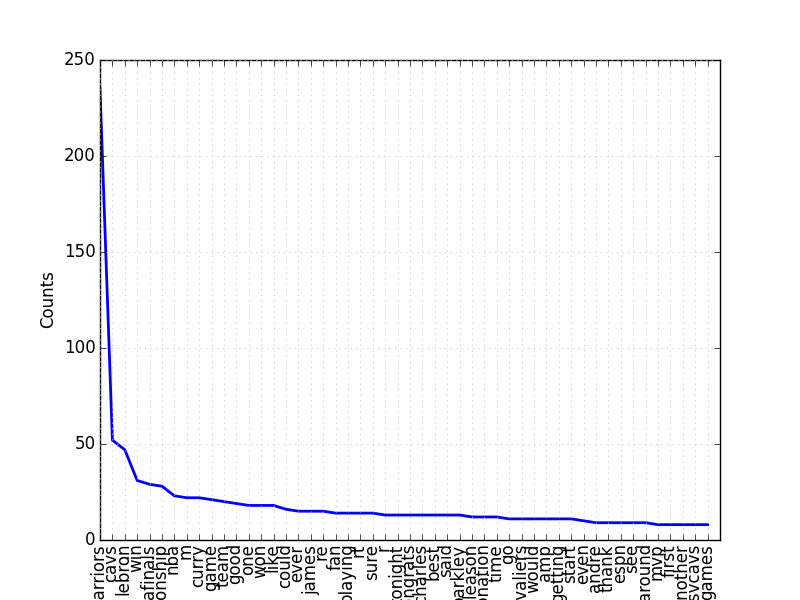 250
200
150
100
50
0
Counts
arriors
cavs
lebron
win
afinals
onship
nba
m
curry
game
team
good
one
won
like
could
ever
james
re
fan
playing
rt
sure
r
onight
ngrats
charles
best
said
arkley
leason
onation
time
go
valiers
would
amp
getting
start
even
andre
thank
espn
see
around
mvp
first
nother
svcavs
games